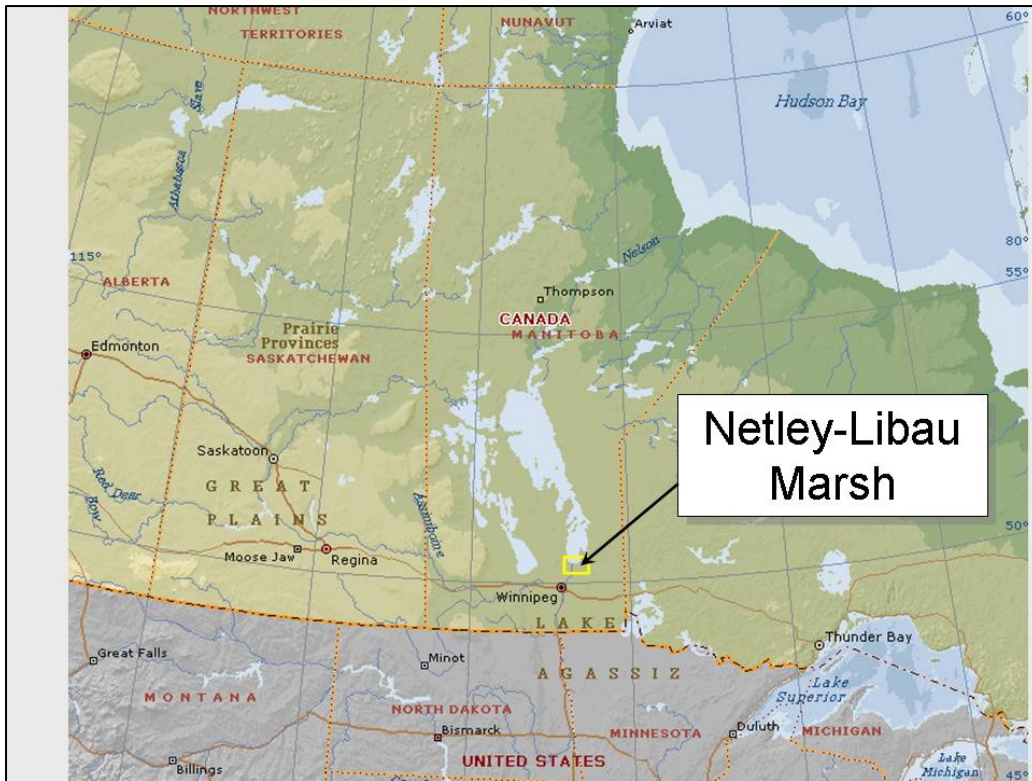 NORTHWEST
TERRITORIES
NUNAVUT
Arviat
60°
Hudson Bay
Slave
Athabasca
Nelson
80°
55°
115°
ALBERTA
Thompson
CANADA
MANITOBA
Prairie
Provinces
SASKATCHEWAN
Edmonton
Netley-Libau
Marsh
Saskatoon
GREAT
PLAINS
Red Deer
Bow
Assiniboine
50°
Moose Jaw
Regina
Winnipeg
LAKE
AGASSIZ
Thunder Bay
Great Falls
Minot
Lake
Superior
MONTANA
NORTH DAKOTA
Bismarck
MINNESOTA
Duluth
MICHIGAN
UNITED STATES
Billings
Lake
Michigan
45°